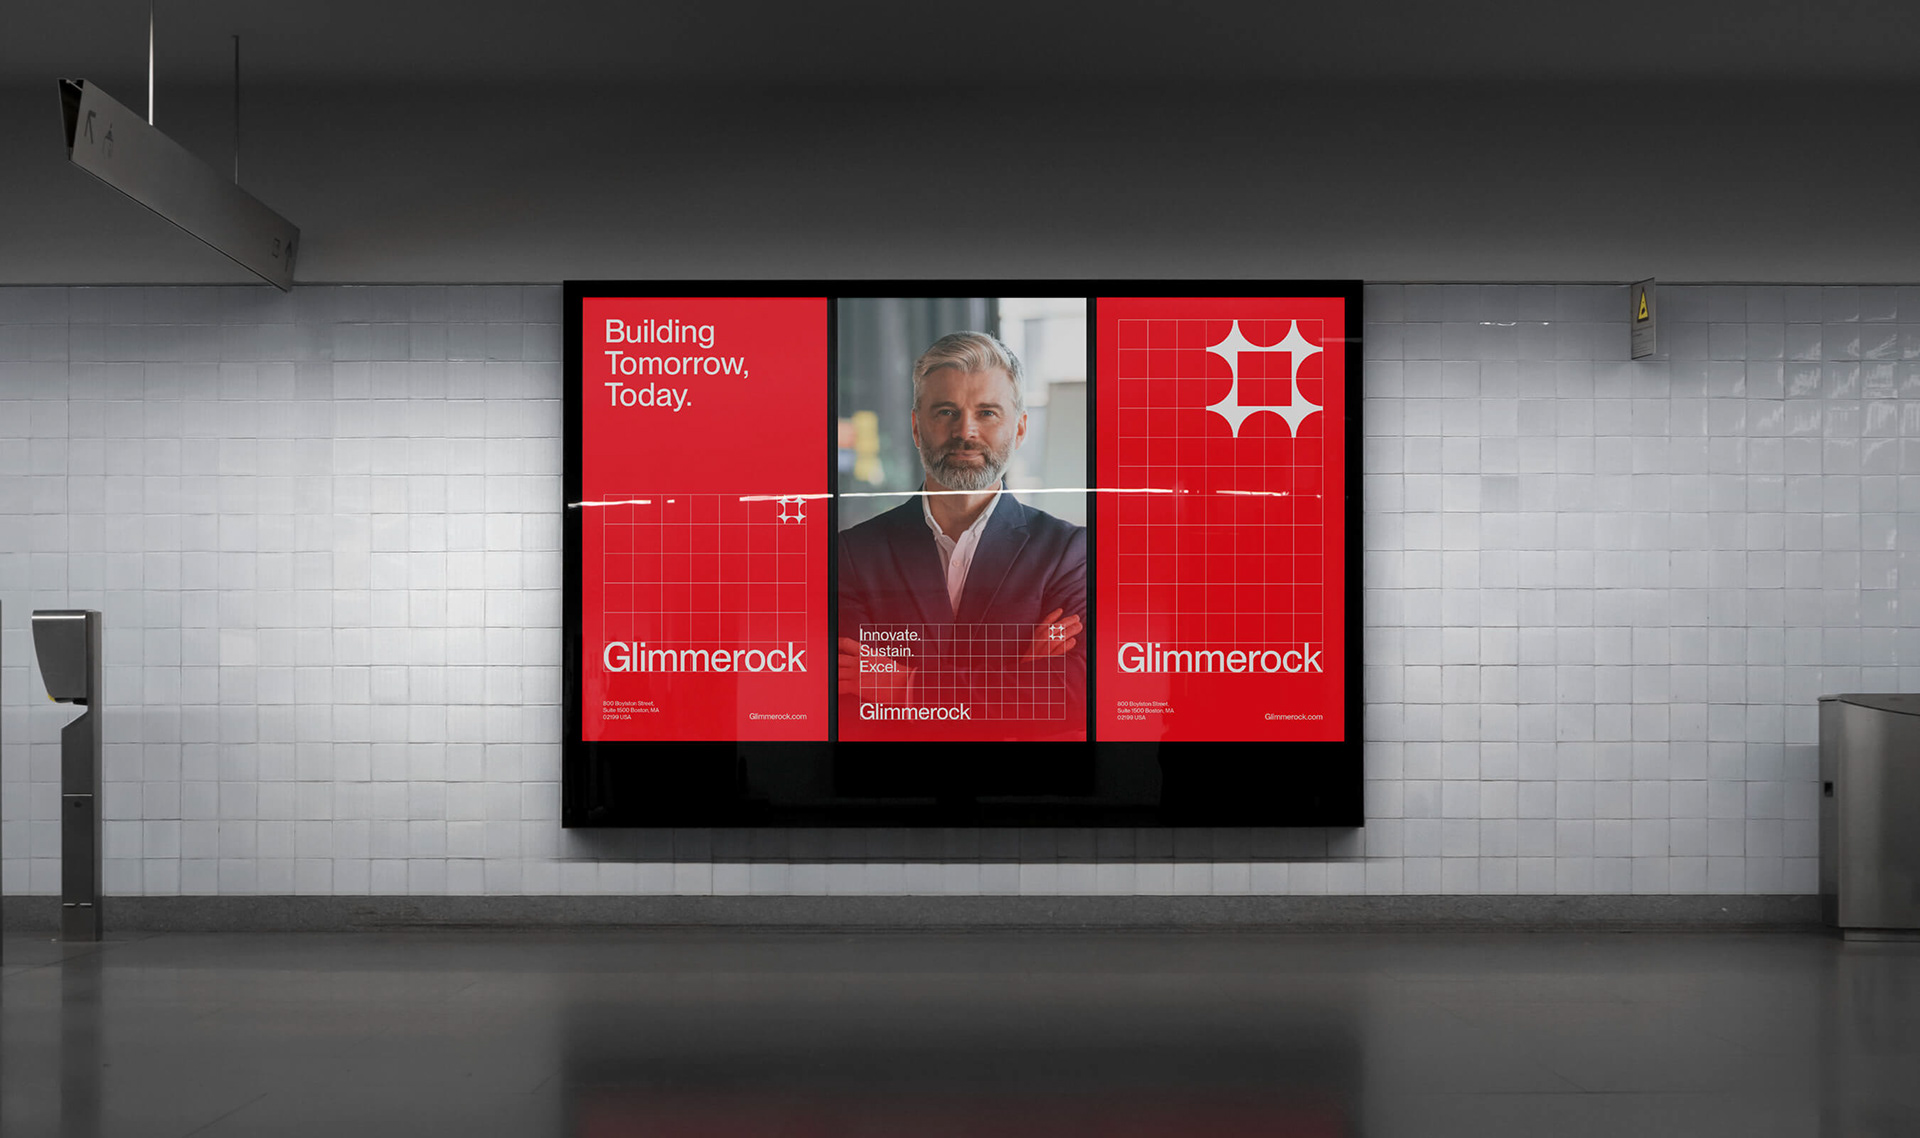 Building
Tomorrow,
Today.
Glimmerock
800 Boylston Street,
Suite 1500 Boston, MA
02199 USA
Glimmerock.com
Innovate.
Sustain.
Excel.
Glimmerock
Glimmerock
800 Boylston Street,
Suite 1500 Boston, MA
02199 USA
Glimmerock.com